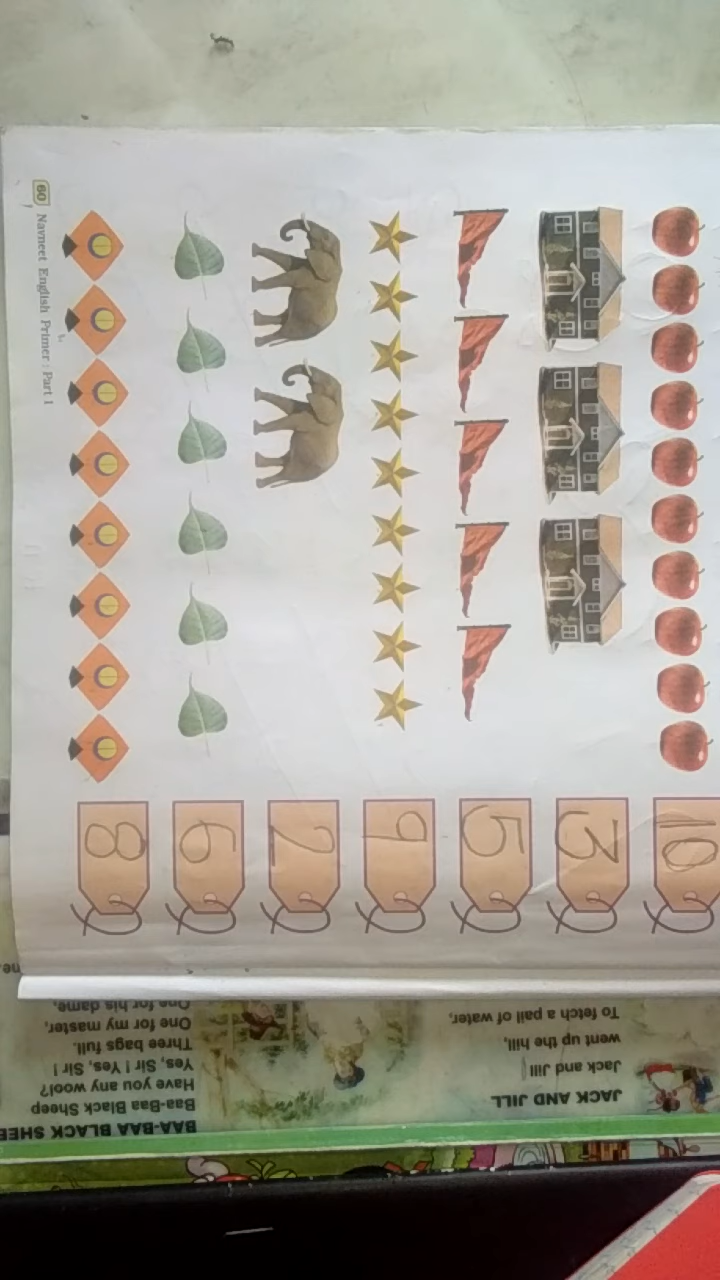 10
3
5
9
2
6
8
60 Navneet English Primer : Part 1
JACK AND JILL
Jack and Jill
went up the hill,
To fetch a pail of water,
BAA-BAA BLACK SHEE
Baa-Baa Black Sheep
Have you any wool?
Yes, Sir ! Yes, Sir !
Three bags full.
One for my master,
One for his dame,